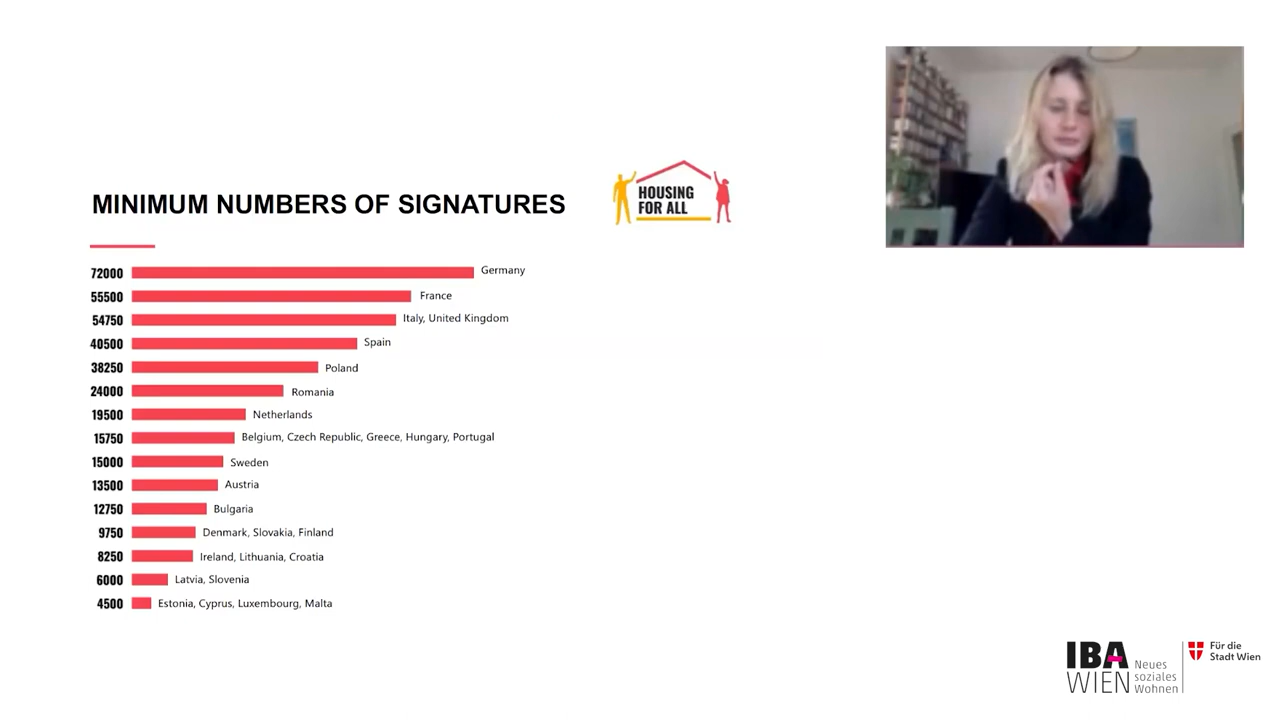 MINIMUM NUMBERS OF SIGNATURES
HOUSING
FOR ALL
72000 Germany
55500 France
54750 Italy, United Kingdom
40500 Spain
38250 Poland
24000 Romania
19500 Netherlands
15750 Belgium, Czech Republic, Greece, Hungary, Portugal
15000 Sweden
13500 Austria
12750 Bulgaria
9750 Denmark, Slovakia, Finland
8250 Ireland, Lithuania, Croatia
6000 Latvia, Slovenia
4500 Estonia, Cyprus, Luxembourg, Malta
IBA
WIEN
Neues
soziales
Wohnen
Für die
Stadt Wien